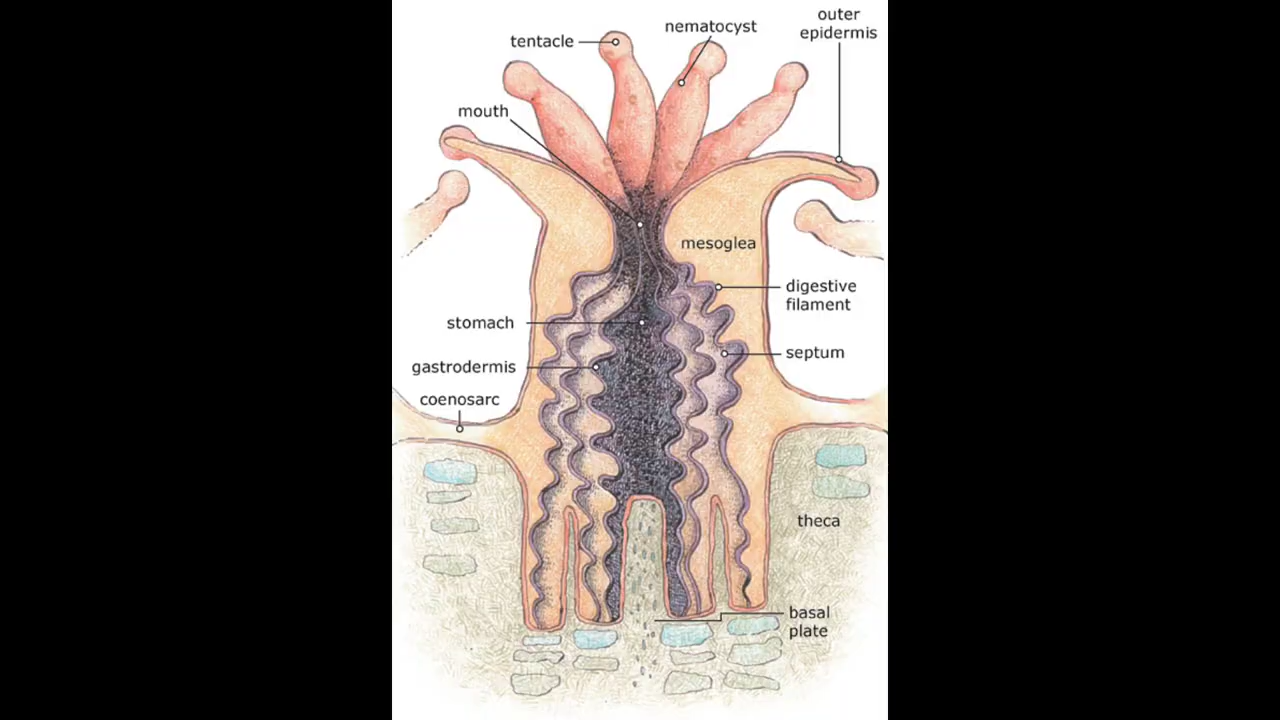 outer
epidermis
nematocyst
tentacle
mouth
mesoglea
digestive
filament
stomach
septum
gastrodermis
coenosarc
theca
basal
plate